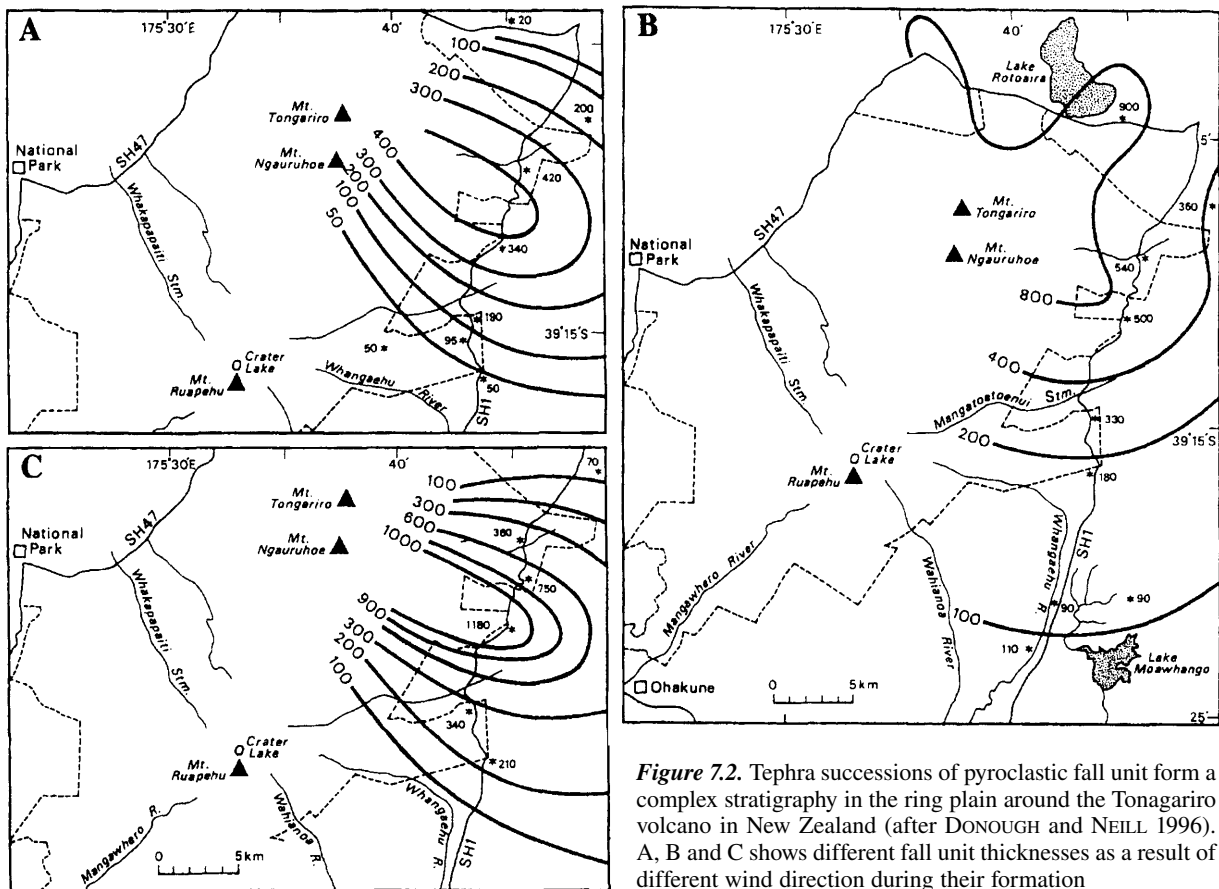 A
175°30'E
40'
*20
100
200
300
200
*
Mt.
Tongariro
Mt.
Ngauruhoe
National
Park
SH47
Whakapapaiti
Stm.
400
300
200
100
50
420
*340
*190
95*
50*
*50
39°15'S
Crater
Lake
Mt.
Ruapehu
Whangaehu
River
SH1
B
175°30'E
40'
Lake
Rotoaira
900
*
5'
360
*
Mt.
Tongariro
Mt.
Ngauruhoe
National
Park
SH47
Whakapapaiti
Stm.
540
*
800
*500
400
Mangatoetoenui Stm.
*330
200
39°15'S
*180
Crater
Lake
Mt.
Ruapehu
Mangawhero River
Wahianoa
River
Whangaehu
R.
SH1
100
*90
*90
110*
Lake
Moawhango
Ohakune
0 5km
25'
C
175°30'E
40'
70
*
100
300
600
1000
Mt.
Tongariro
Mt.
Ngauruhoe
National
Park
SH47
Whakapapaiti
Stm.
360
*
*750
1180
*
900
300
200
100
*
340
*210
Crater
Lake
Mt.
Ruapehu
Mangawhero R.
Wahianoa R.
Whangaehu R.
SH1
0 5km
Figure 7.2. Tephra successions of pyroclastic fall unit form a
complex stratigraphy in the ring plain around the Tonagariro
volcano in New Zealand (after DONOUGH and NEILL 1996).
A, B and C shows different fall unit thicknesses as a result of
different wind direction during their formation